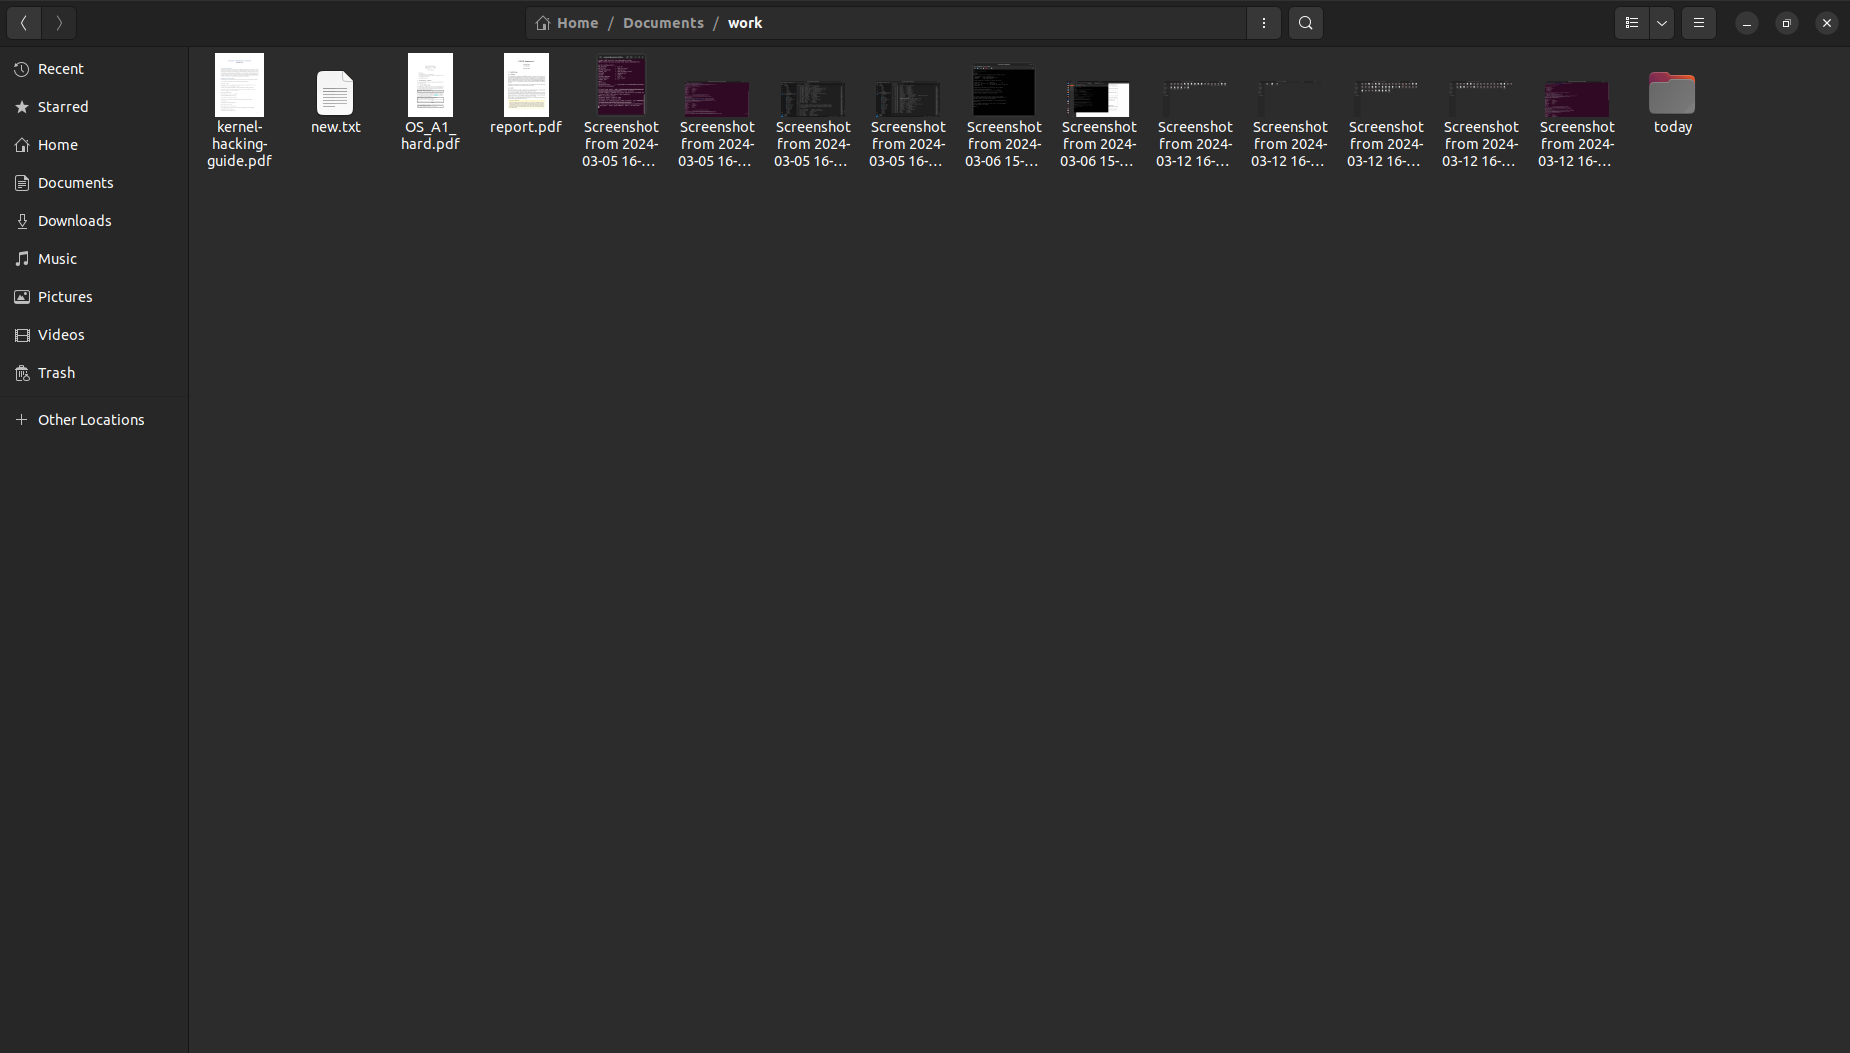 Home / Documents / work
Recent
Starred
Home
Documents
Downloads
Music
Pictures
Videos
Trash
Other Locations
kernel-
hacking-
guide.pdf
new.txt
OS_A1_
hard.pdf
report.pdf
Screenshot
from 2024-
03-05 16-...
Screenshot
from 2024-
03-05 16-...
Screenshot
from 2024-
03-05 16-...
Screenshot
from 2024-
03-05 16-...
Screenshot
from 2024-
03-06 15-...
Screenshot
from 2024-
03-06 15-...
Screenshot
from 2024-
03-12 16-...
Screenshot
from 2024-
03-12 16-...
Screenshot
from 2024-
03-12 16-...
Screenshot
from 2024-
03-12 16-...
Screenshot
from 2024-
03-12 16-...
today